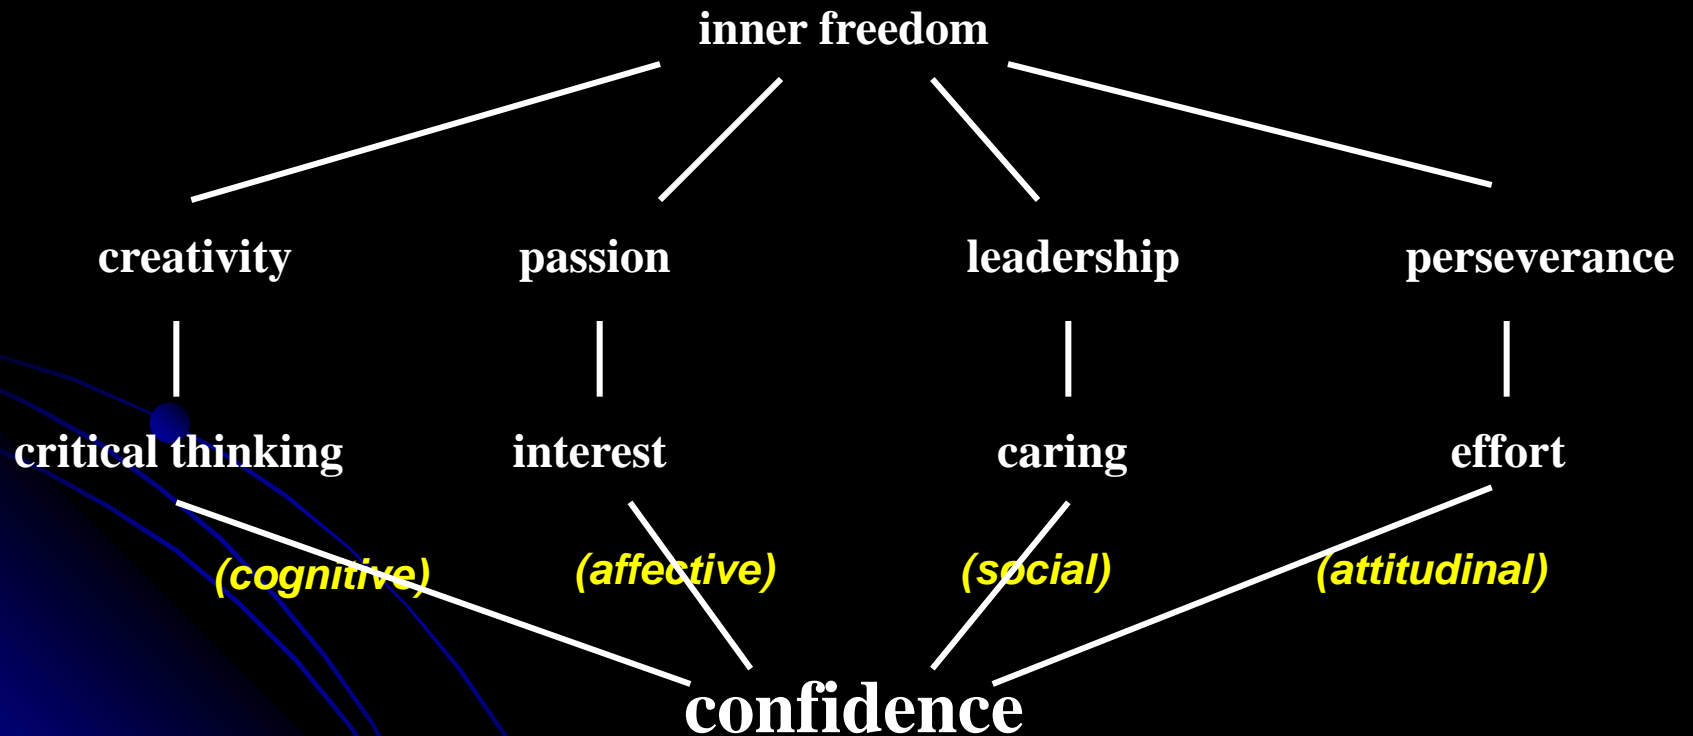 inner freedom
creativity passion leadership perseverance
critical thinking interest caring effort
(cognitive) (affective) (social) (attitudinal)
confidence